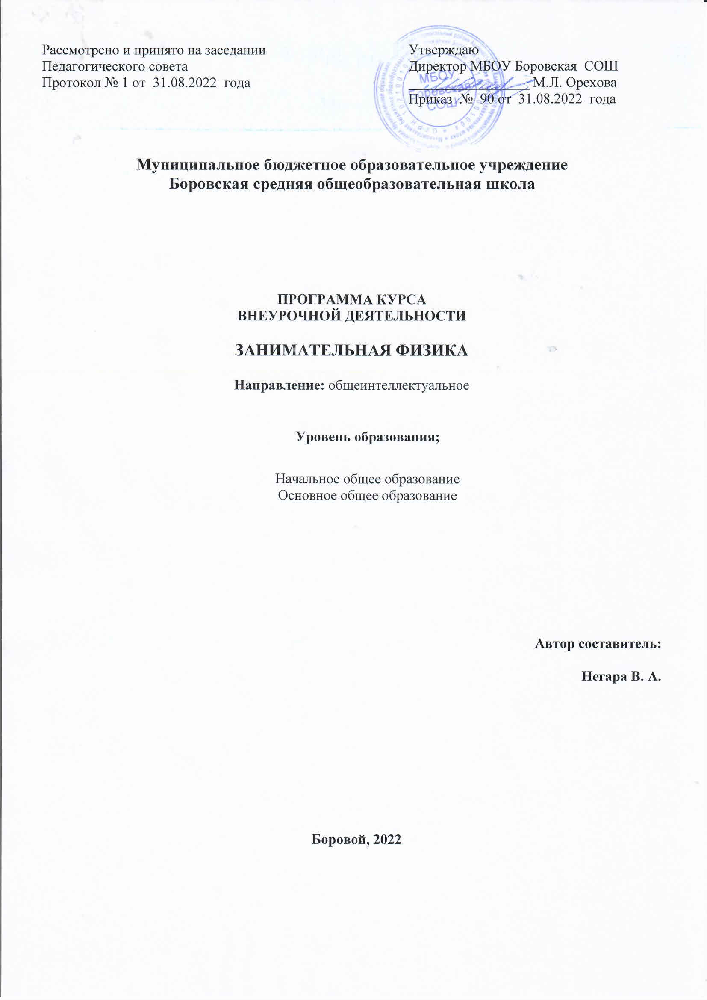 Рассмотрено и принято на заседании
Педагогического совета
Протокол № 1 от 31.08.2022 года
Утверждаю
Директор МБОУ Боровская СОШ
М.Л. Орехова
Приказ № 90 от 31.08.2022 года
МБОУ
Боровская
СОШ
Муниципальное бюджетное образовательное учреждение
Боровская средняя общеобразовательная школа
ПРОГРАММА КУРСА
ВНЕУРОЧНОЙ ДЕЯТЕЛЬНОСТИ
ЗАНИМАТЕЛЬНАЯ ФИЗИКА
Направление: общеинтеллектуальное
Уровень образования;
Начальное общее образование
Основное общее образование
Автор составитель:
Негара В. А.
Боровой, 2022